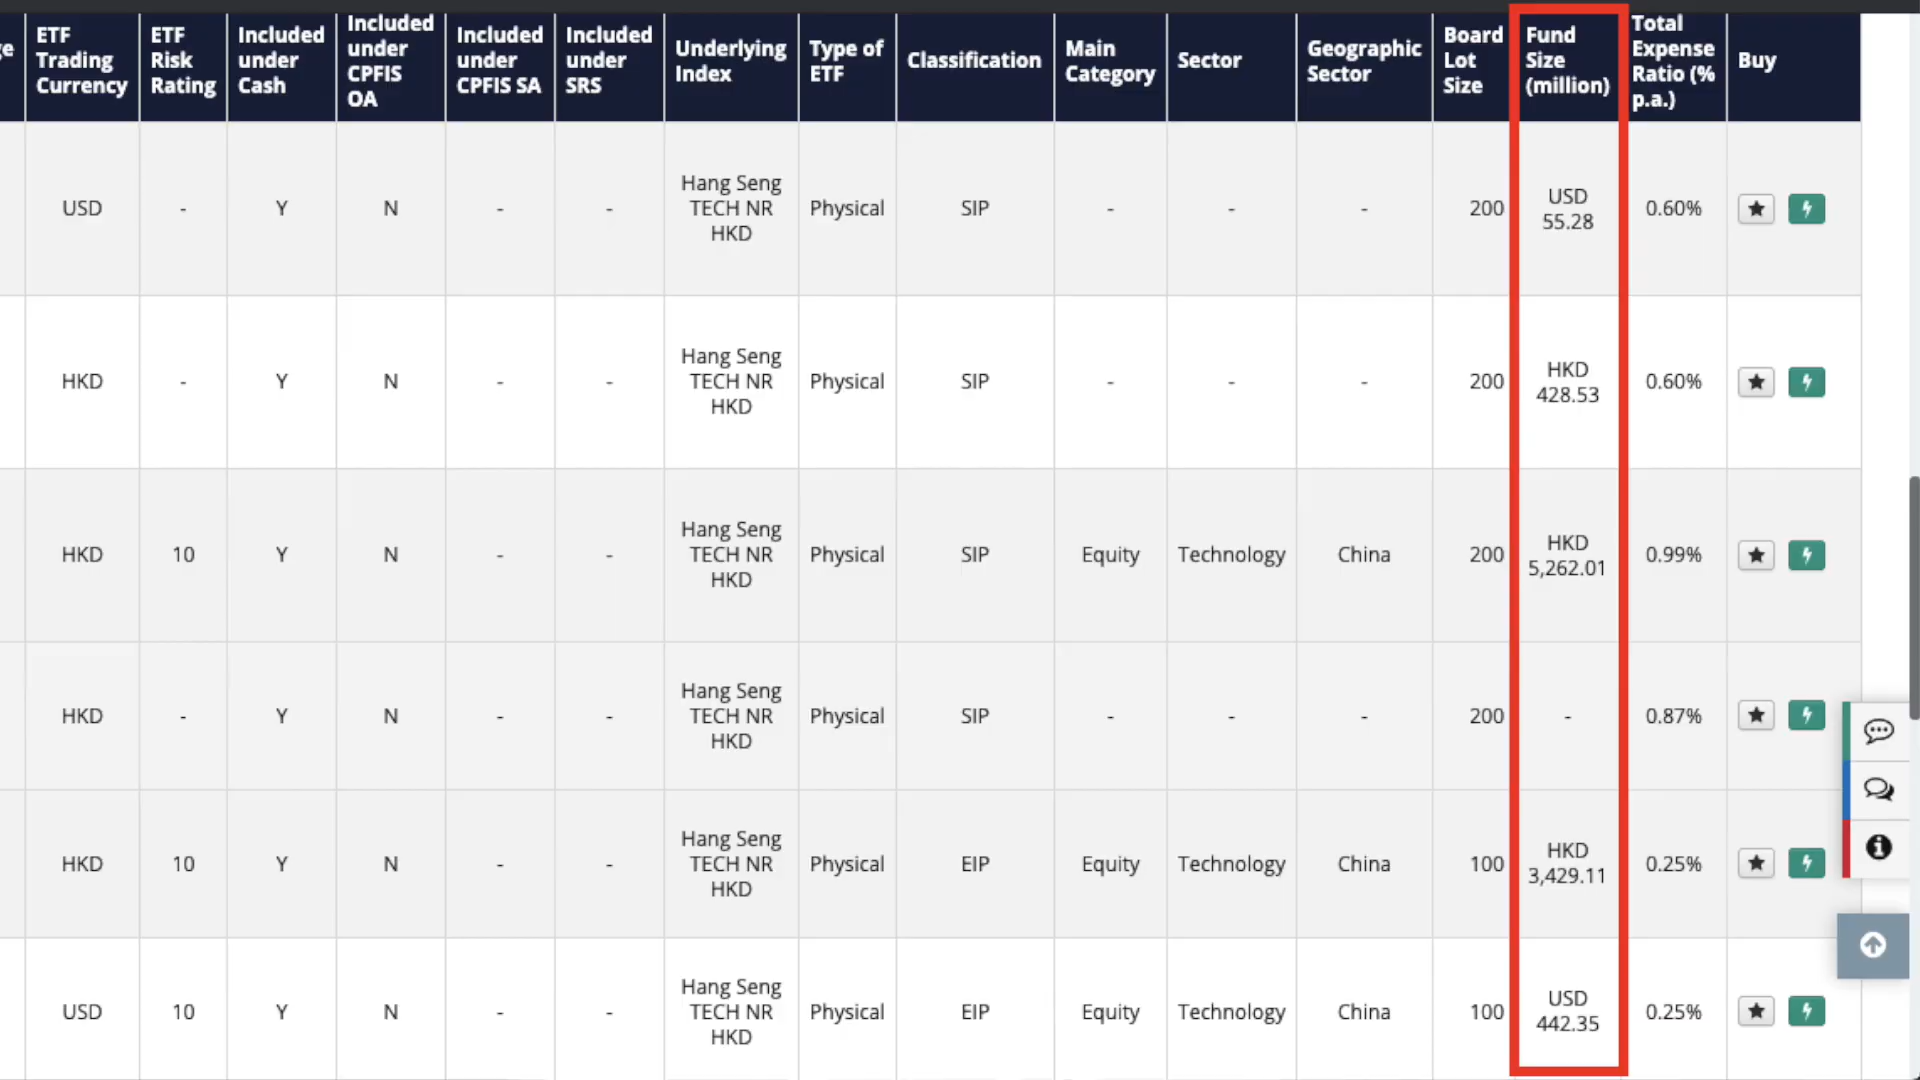 ge
ETF
Trading
Currency
ETF
Risk
Rating
Included
under
Cash
Included
under
CPFIS
OA
Included
under
CPFIS SA
Included
under
SRS
Underlying
Index
Type of
ETF
Classification
Main
Category
Sector
Geographic
Sector
Board
Lot
Size
Fund
Size
(million)
Total
Expense
Ratio (%
p.a.)
Buy
USD
-
Y
N
-
-
Hang Seng
TECH NR
HKD
Physical
SIP
-
-
-
200
USD
55.28
0.60%
HKD
-
Y
N
-
-
Hang Seng
TECH NR
HKD
Physical
SIP
-
-
-
200
HKD
428.53
0.60%
HKD
10
Y
N
-
-
Hang Seng
TECH NR
HKD
Physical
SIP
Equity
Technology
China
200
HKD
5,262.01
0.99%
HKD
-
Y
N
-
-
Hang Seng
TECH NR
HKD
Physical
SIP
-
-
-
200
-
0.87%
HKD
10
Y
N
-
-
Hang Seng
TECH NR
HKD
Physical
EIP
Equity
Technology
China
100
HKD
3,429.11
0.25%
USD
10
Y
N
-
-
Hang Seng
TECH NR
HKD
Physical
EIP
Equity
Technology
China
100
USD
442.35
0.25%